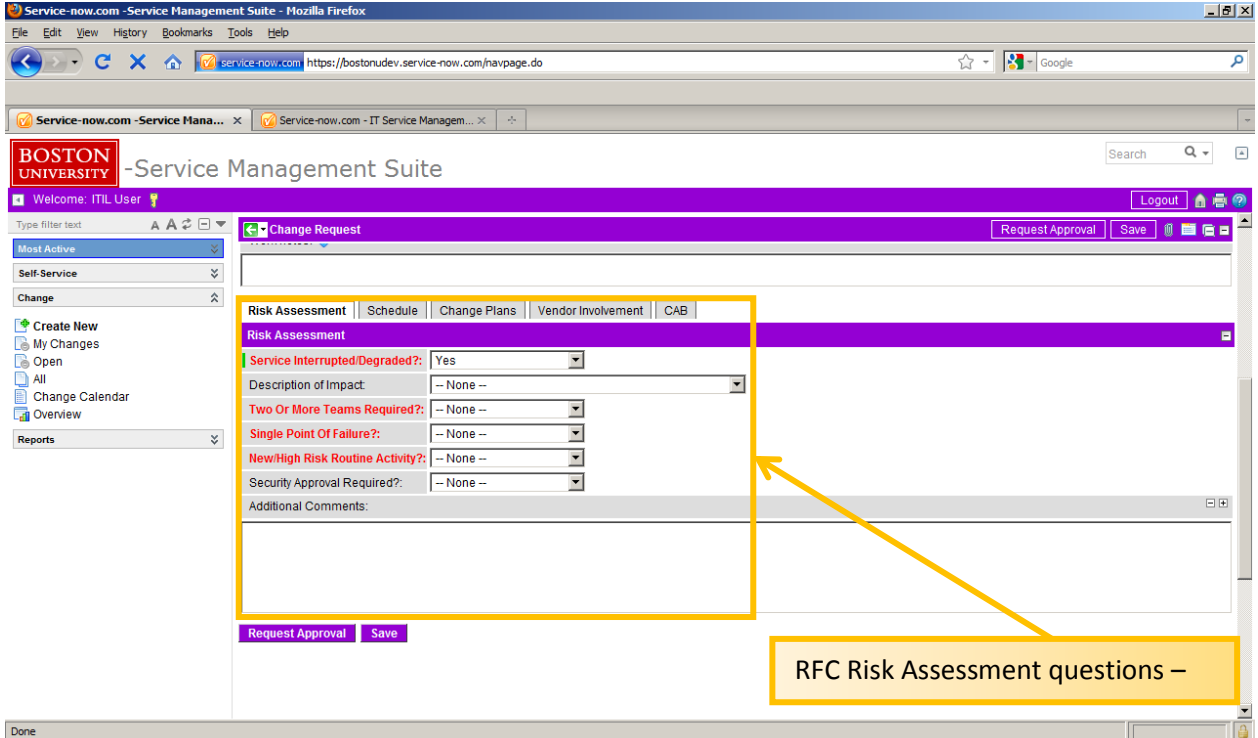 Service-now.com -Service Management Suite - Mozilla Firefox
File Edit View History Bookmarks Tools Help
service-now.com https://bostonudev.service-now.com/navpage.do
Google
Service-now.com -Service Mana...
Service-now.com - IT Service Managem...
BOSTON
UNIVERSITY
-Service Management Suite
Search
Welcome: ITIL User
Logout
Type filter text
A A
Change Request
Request Approval Save
Most Active
Self-Service
Change
Create New
My Changes
Open
All
Change Calendar
Overview
Reports
Risk Assessment Schedule Change Plans Vendor Involvement CAB
Risk Assessment
Service Interrupted/Degraded?: Yes
Description of Impact: -- None --
Two Or More Teams Required?: -- None --
Single Point Of Failure?: -- None --
New/High Risk Routine Activity?: -- None --
Security Approval Required?: -- None --
Additional Comments:
Request Approval Save
RFC Risk Assessment questions –
Done